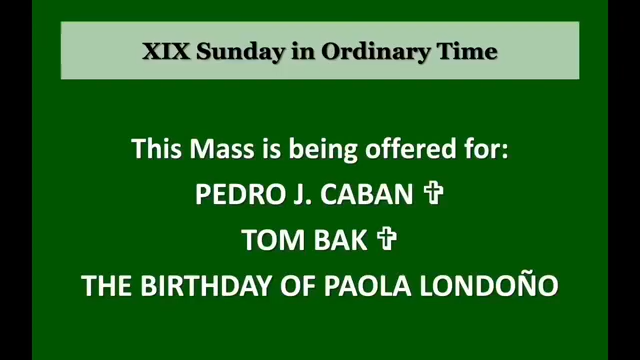 XIX Sunday in Ordinary Time
This Mass is being offered for:
PEDRO J. CABAN ✞
TOM BAK ✞
THE BIRTHDAY OF PAOLA LONDOÑO